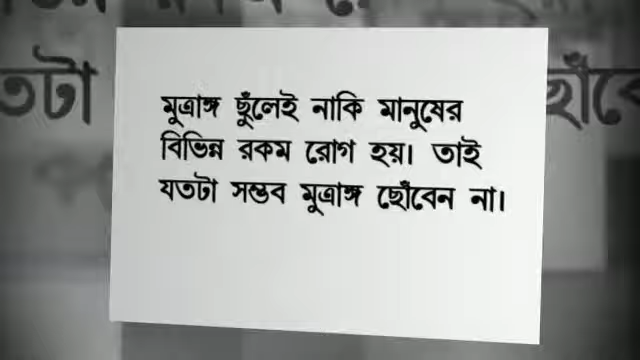 মুত্রাঙ্গ ছুঁলেই নাকি মানুষের
বিভিন্ন রকম রোগ হয়। তাই
যতটা সম্ভব মুত্রাঙ্গ ছোঁবেন না।